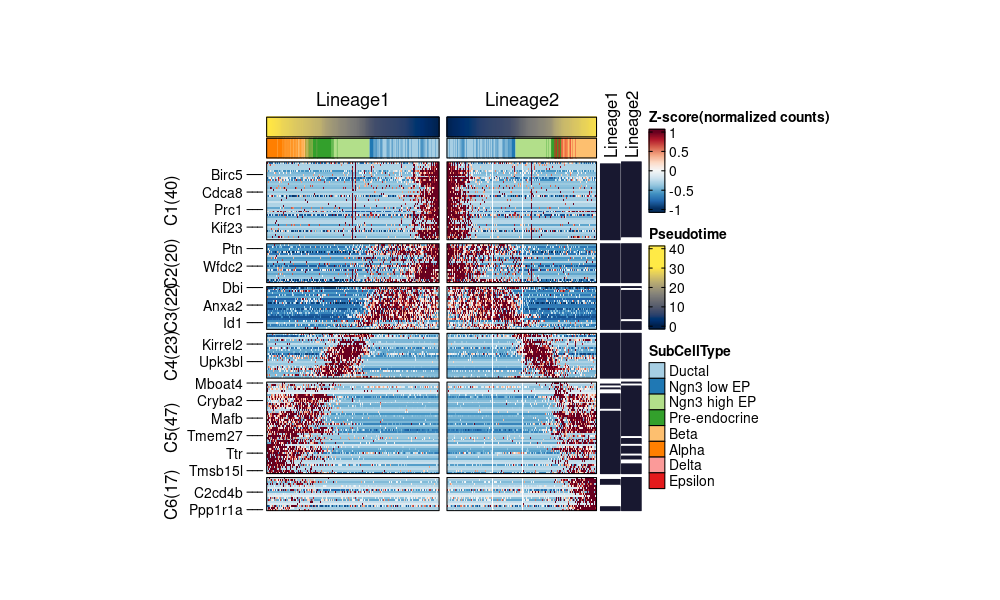 Lineage1
Lineage2
Lineage1
Lineage2
Z-score(normalized counts)
1
0.5
0
-0.5
-1
Pseudotime
40
30
20
10
0
SubCellType
Ductal
Ngn3 low EP
Ngn3 high EP
Pre-endocrine
Beta
Alpha
Delta
Epsilon
C1(40)
Birc5
Cdca8
Prc1
Kif23
C2(20)
Ptn
Wfdc2
C3(22)
Dbi
Anxa2
Id1
C4(23)
Kirrel2
Upk3bl
C5(47)
Mboat4
Cryba2
Mafb
Tmem27
Ttr
Tmsb15l
C6(17)
C2cd4b
Ppp1r1a